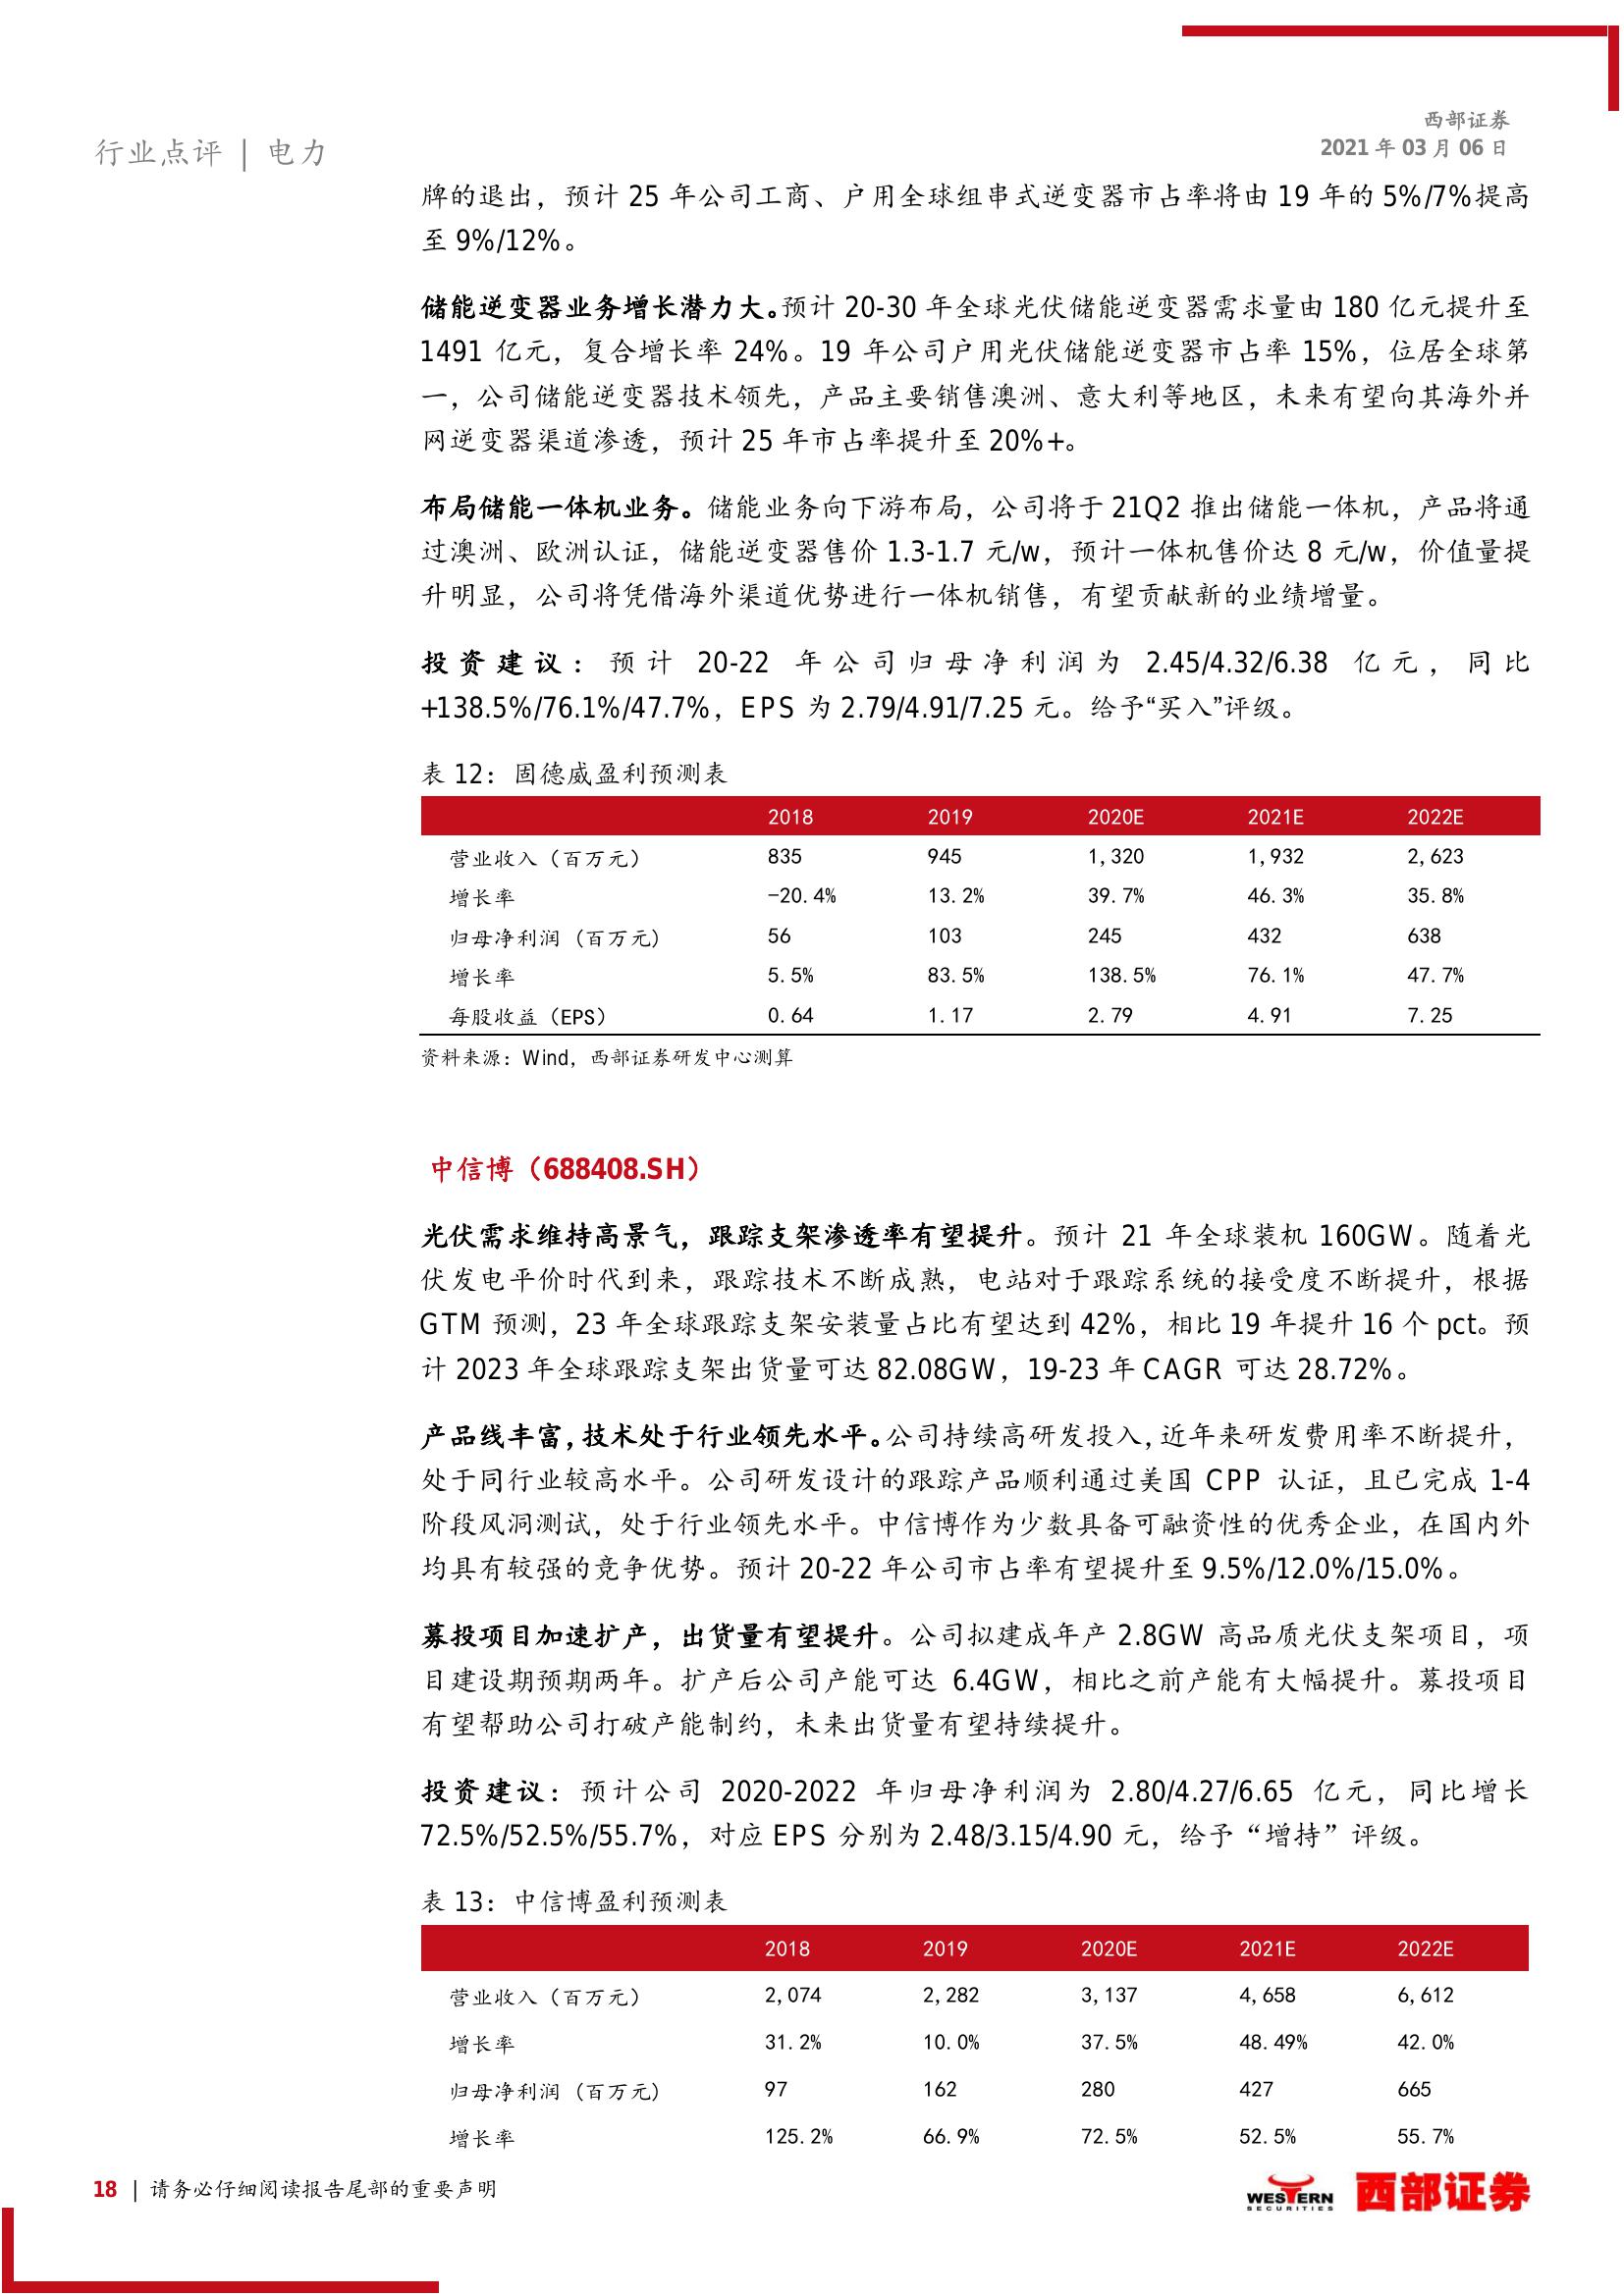 西部证券
2021 年 03 月 06 日
行业点评 | 电力
牌的退出，预计 25 年公司工商、户用全球组串式逆变器市占率将由 19 年的 5%/7%提高
至 9%/12%。
储能逆变器业务增长潜力大。预计 20-30 年全球光伏储能逆变器需求量由 180 亿元提升至
1491 亿元，复合增长率 24%。19 年公司户用光伏储能逆变器市占率 15%，位居全球第
一，公司储能逆变器技术领先，产品主要销售澳洲、意大利等地区，未来有望向其海外并
网逆变器渠道渗透，预计 25 年市占率提升至 20%+。
布局储能一体机业务。储能业务向下游布局，公司将于 21Q2 推出储能一体机，产品将通
过澳洲、欧洲认证，储能逆变器售价 1.3-1.7 元/w，预计一体机售价达 8 元/w，价值量提
升明显，公司将凭借海外渠道优势进行一体机销售，有望贡献新的业绩增量。
投资建议：预计 20-22 年公司归母净利润为 2.45/4.32/6.38 亿元，同比
+138.5%/76.1%/47.7%，EPS 为 2.79/4.91/7.25 元。给予“买入”评级。
表 12：固德威盈利预测表
2018 2019 2020E 2021E 2022E
营业收入（百万元） 835 945 1,320 1,932 2,623
增长率 -20.4% 13.2% 39.7% 46.3% 35.8%
归母净利润（百万元） 56 103 245 432 638
增长率 5.5% 83.5% 138.5% 76.1% 47.7%
每股收益（EPS） 0.64 1.17 2.79 4.91 7.25
资料来源：Wind，西部证券研发中心测算
中信博（688408.SH）
光伏需求维持高景气，跟踪支架渗透率有望提升。预计 21 年全球装机 160GW。随着光
伏发电平价时代到来，跟踪技术不断成熟，电站对于跟踪系统的接受度不断提升，根据
GTM 预测，23 年全球跟踪支架安装量占比有望达到 42%，相比 19 年提升 16 个 pct。预
计 2023 年全球跟踪支架出货量可达 82.08GW，19-23 年 CAGR 可达 28.72%。
产品线丰富，技术处于行业领先水平。公司持续高研发投入，近年来研发费用率不断提升，
处于同行业较高水平。公司研发设计的跟踪产品顺利通过美国 CPP 认证，且已完成 1-4
阶段风洞测试，处于行业领先水平。中信博作为少数具备可融资性的优秀企业，在国内外
均具有较强的竞争优势。预计 20-22 年公司市占率有望提升至 9.5%/12.0%/15.0%。
募投项目加速扩产，出货量有望提升。公司拟建成年产 2.8GW 高品质光伏支架项目，项
目建设期预期两年。扩产后公司产能可达 6.4GW，相比之前产能有大幅提升。募投项目
有望帮助公司打破产能制约，未来出货量有望持续提升。
投资建议：预计公司 2020-2022 年归母净利润为 2.80/4.27/6.65 亿元，同比增长
72.5%/52.5%/55.7%，对应 EPS 分别为 2.48/3.15/4.90 元，给予“增持”评级。
表 13：中信博盈利预测表
2018 2019 2020E 2021E 2022E
营业收入（百万元） 2,074 2,282 3,137 4,658 6,612
增长率 31.2% 10.0% 37.5% 48.49% 42.0%
归母净利润（百万元） 97 162 280 427 665
增长率 125.2% 66.9% 72.5% 52.5% 55.7%
18 | 请务必仔细阅读报告尾部的重要声明
WESTERN
SECURITIES
西部证券